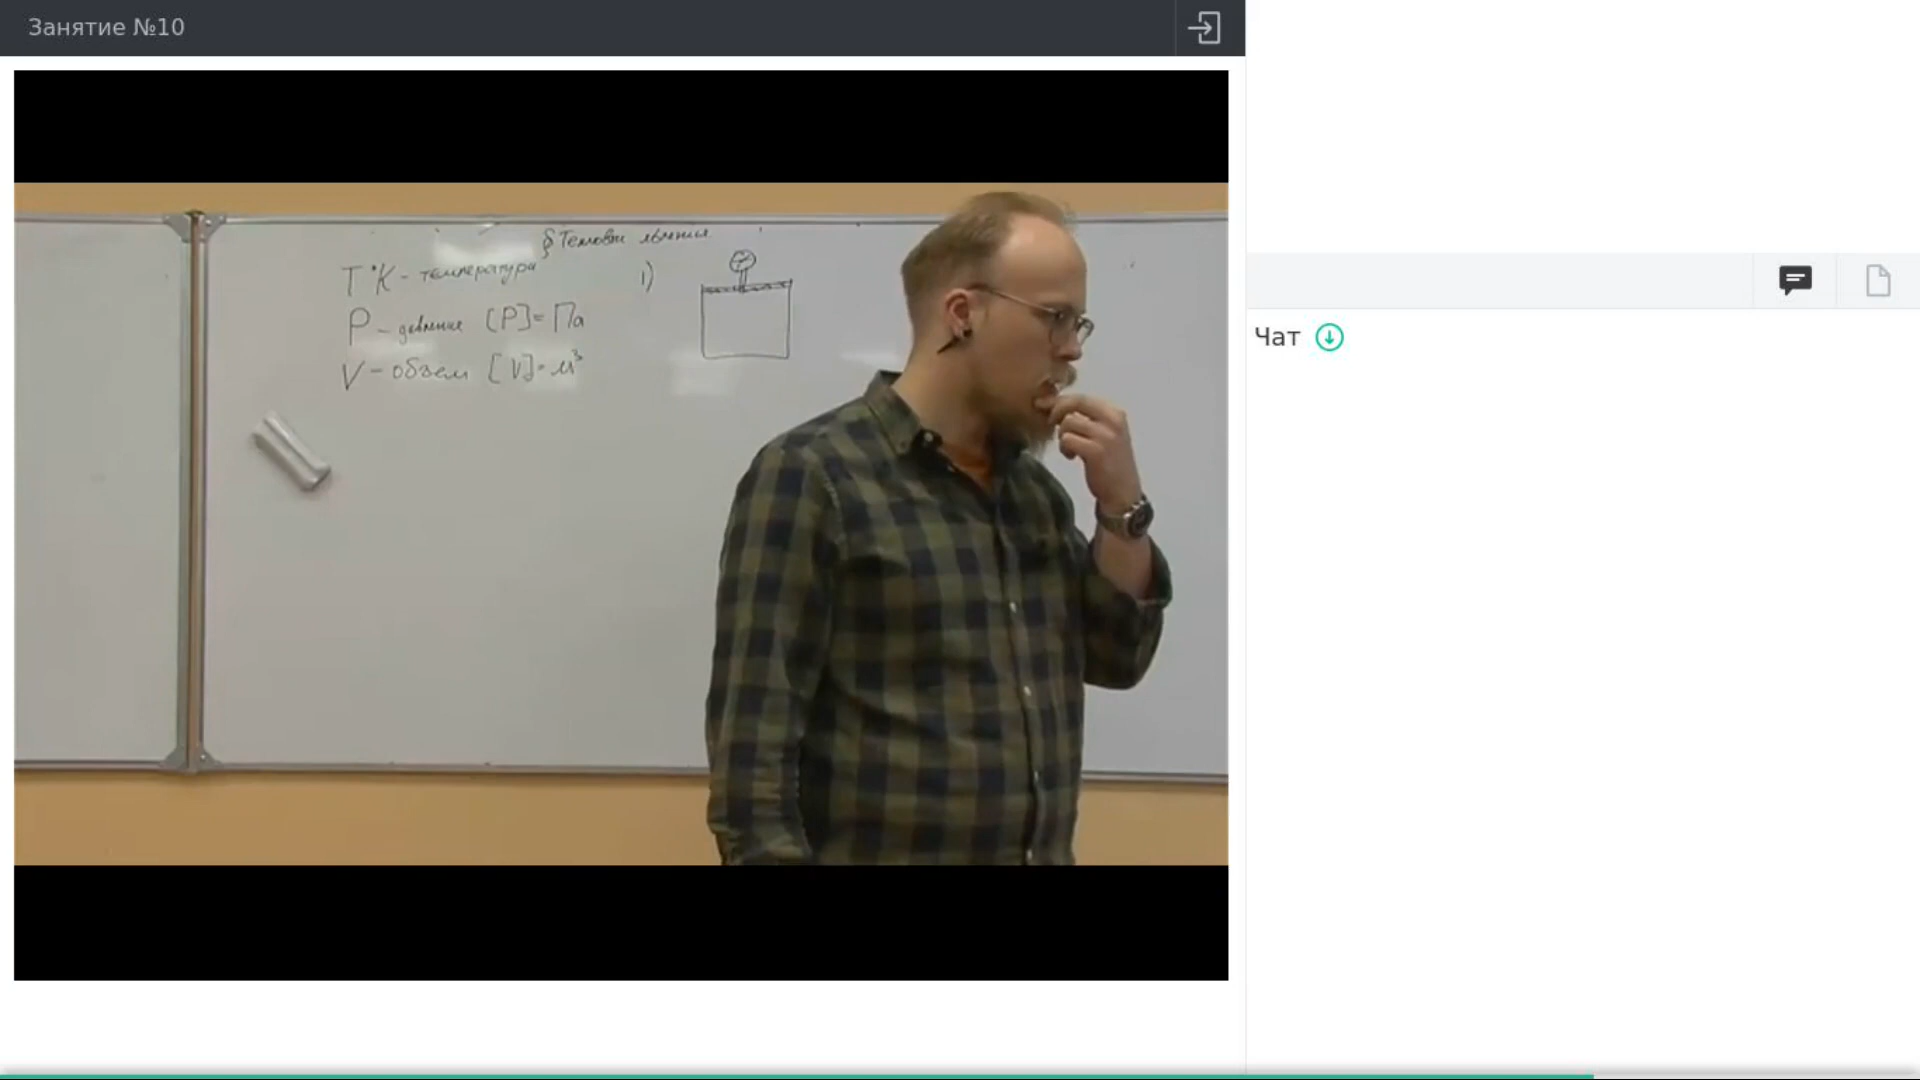 Занятие №10
§ Тепловые явления
T °K - температура
1)
P - давление [P]= Па
V - объем [V]= м³
Чат